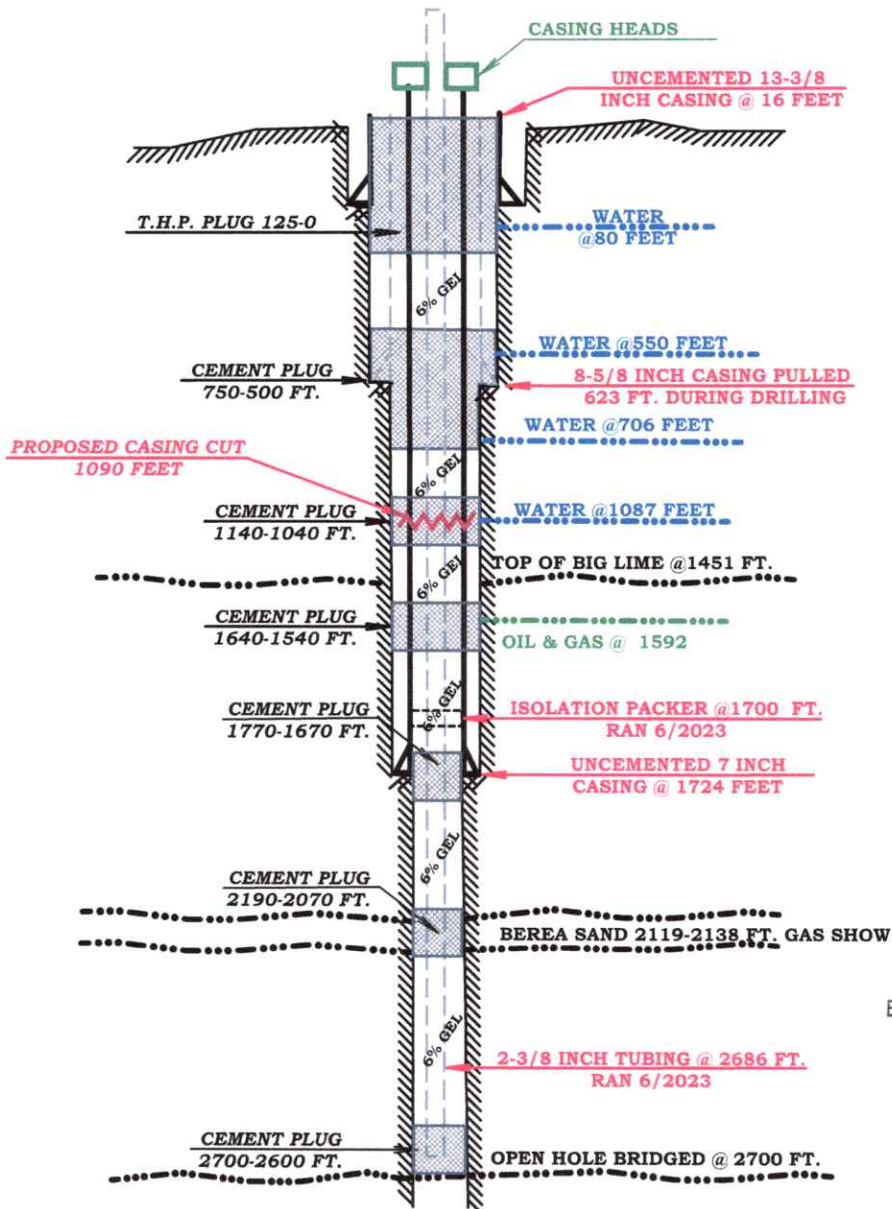 CASING HEADS
UNCEMENTED 13-3/8
INCH CASING @ 16 FEET
T.H.P. PLUG 125-0
WATER
@80 FEET
6% GEL
WATER @550 FEET
CEMENT PLUG
750-500 FT.
8-5/8 INCH CASING PULLED
623 FT. DURING DRILLING
WATER @706 FEET
PROPOSED CASING CUT
1090 FEET
6% GEL
CEMENT PLUG
1140-1040 FT.
WATER @1087 FEET
TOP OF BIG LIME @1451 FT.
6% GEL
CEMENT PLUG
1640-1540 FT.
OIL & GAS @ 1592
6% GEL
CEMENT PLUG
1770-1670 FT.
ISOLATION PACKER @1700 FT.
RAN 6/2023
UNCEMENTED 7 INCH
CASING @ 1724 FEET
6% GEL
CEMENT PLUG
2190-2070 FT.
BEREA SAND 2119-2138 FT. GAS SHOW
6% GEL
2-3/8 INCH TUBING @ 2686 FT.
RAN 6/2023
CEMENT PLUG
2700-2600 FT.
OPEN HOLE BRIDGED @ 2700 FT.